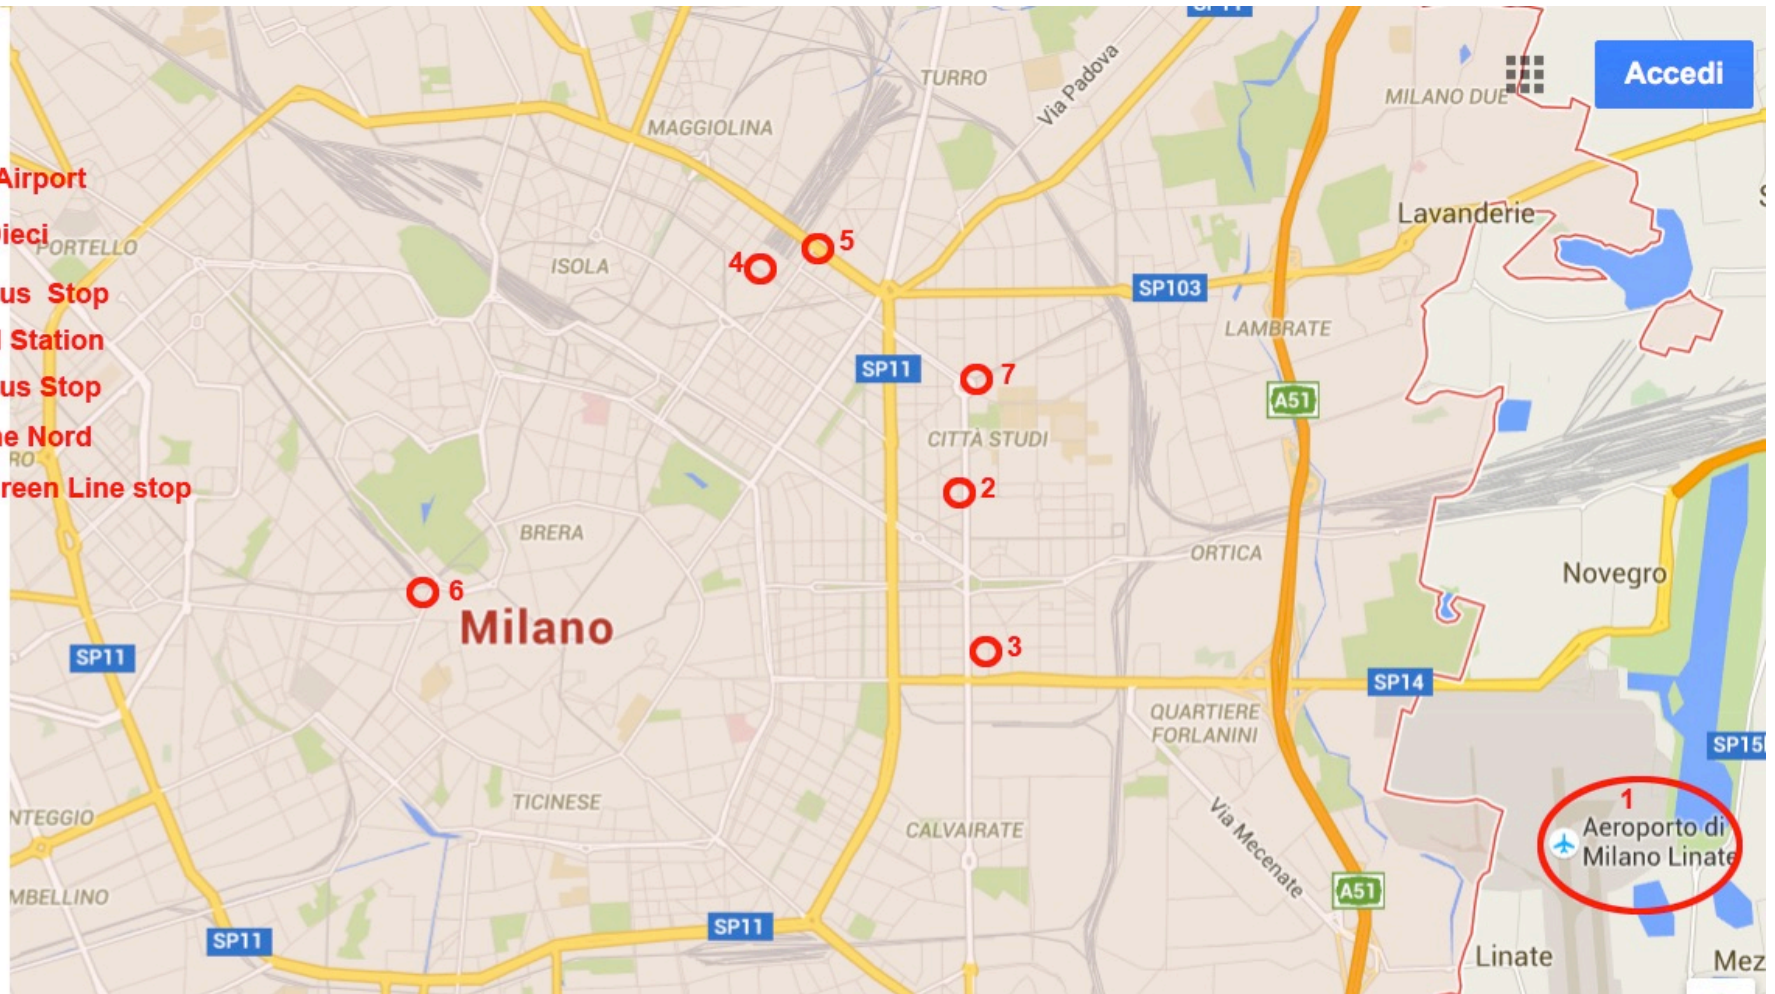 SP11
TURRO
Via Padova
MILANO DUE
Accedi
MAGGIOLINA
Airport
Lavanderie
Dieci
PORTELLO
5
4
ISOLA
us Stop
SP103
LAMBRATE
Station
SP11
7
us Stop
A51
ne Nord
CITTÀ STUDI
RO
reen Line stop
2
BRERA
ORTICA
Novegro
6
Milano
3
SP11
SP14
QUARTIERE
FORLANINI
SP15
1
TICINESE
NTEGGIO
CALVAIRATE
Via Mecenate
Aeroporto di
Milano Linate
MBELLINO
A51
SP11
SP11
Linate
Mez